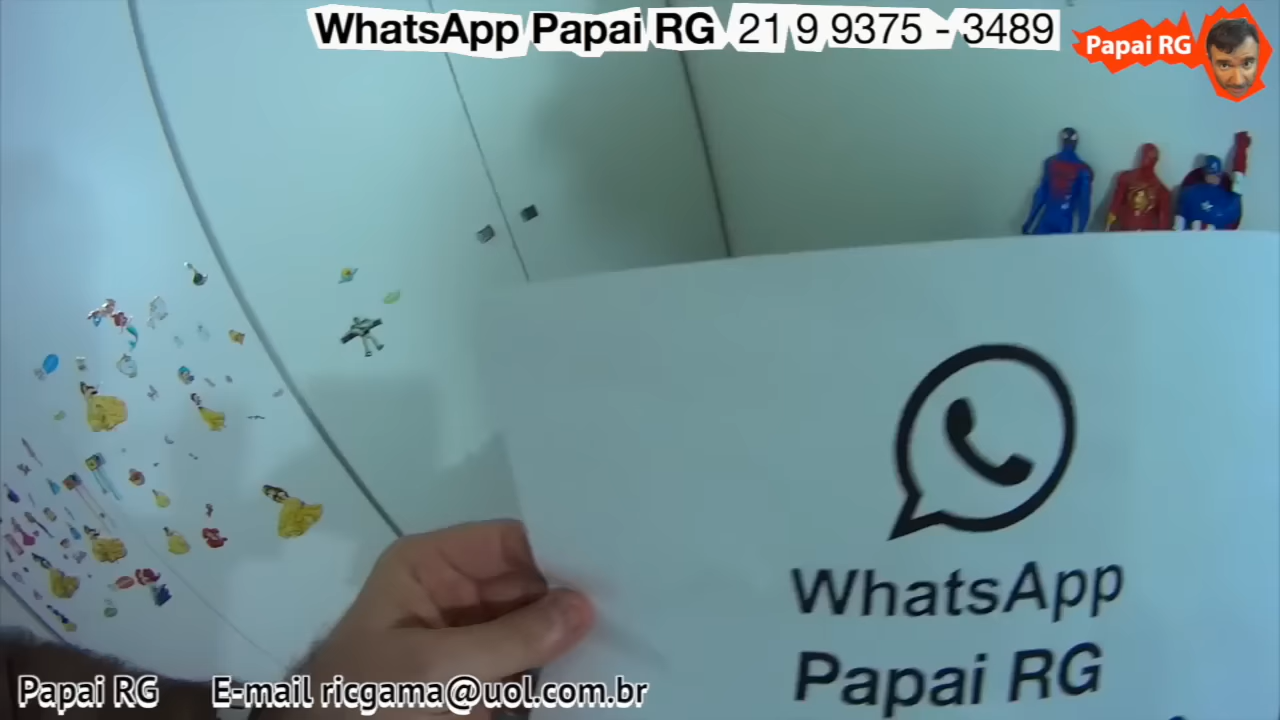 WhatsApp Papai RG 21 9 9375 - 3489
Papai RG
WhatsApp
Papai RG
Papai RG E-mail ricgama@uol.com.br